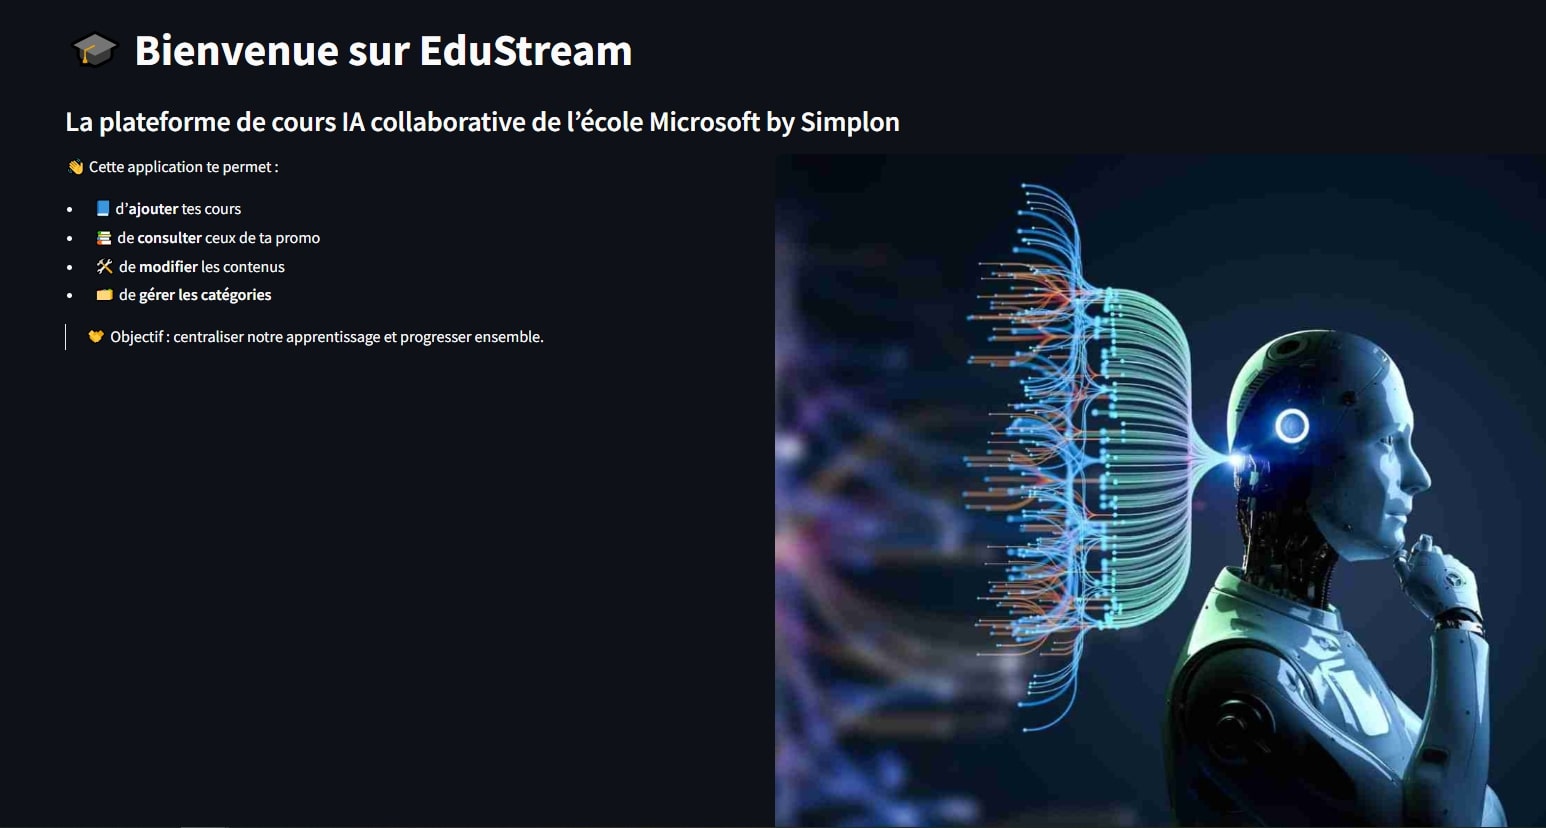 Bienvenue sur EduStream
La plateforme de cours IA collaborative de l’école Microsoft by Simplon
Cette application te permet :
d’ajouter tes cours
de consulter ceux de ta promo
de modifier les contenus
de gérer les catégories
Objectif : centraliser notre apprentissage et progresser ensemble.